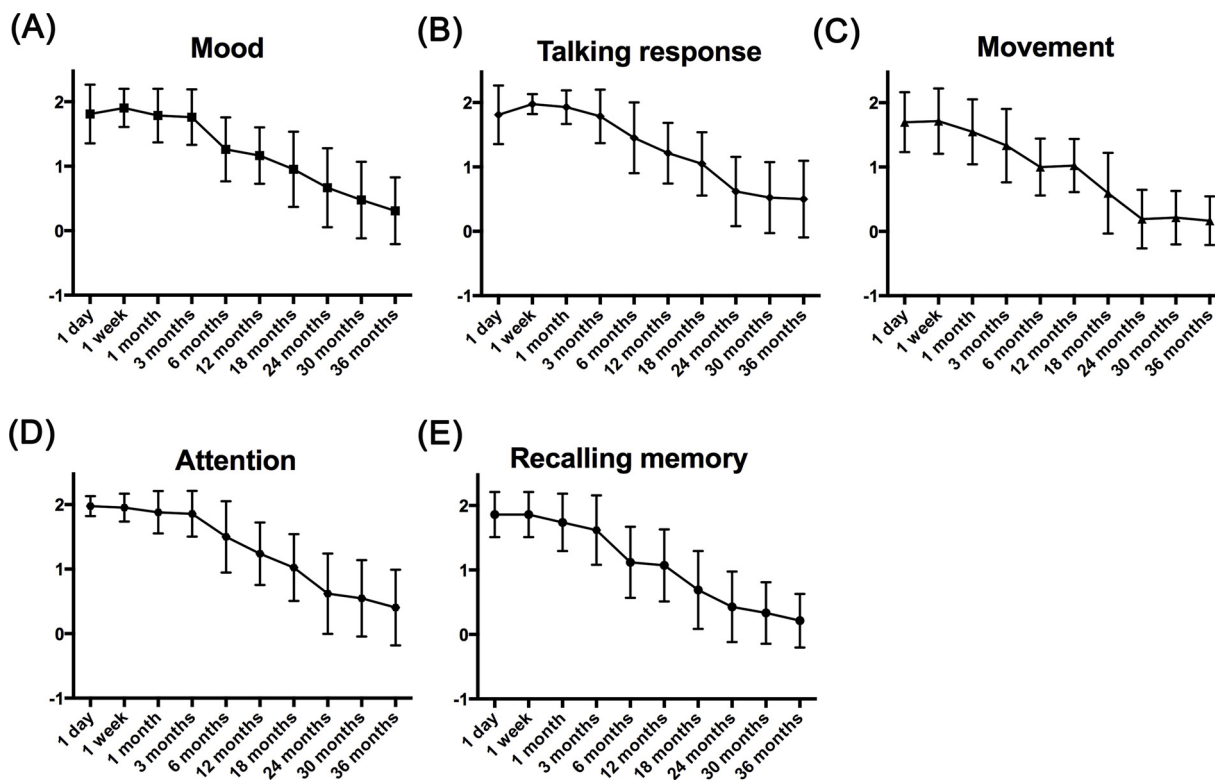 (A)
Mood
2
1
0
-1
1 day
1 week
1 month
3 months
6 months
12 months
18 months
24 months
30 months
36 months
(B)
Talking response
2
1
0
-1
1 day
1 week
1 month
3 months
6 months
12 months
18 months
24 months
30 months
36 months
(C)
Movement
2
1
0
-1
1 day
1 week
1 month
3 months
6 months
12 months
18 months
24 months
30 months
36 months
(D)
Attention
2
1
0
-1
1 day
1 week
1 month
3 months
6 months
12 months
18 months
24 months
30 months
36 months
(E)
Recalling memory
2
1
0
-1
1 day
1 week
1 month
3 months
6 months
12 months
18 months
24 months
30 months
36 months